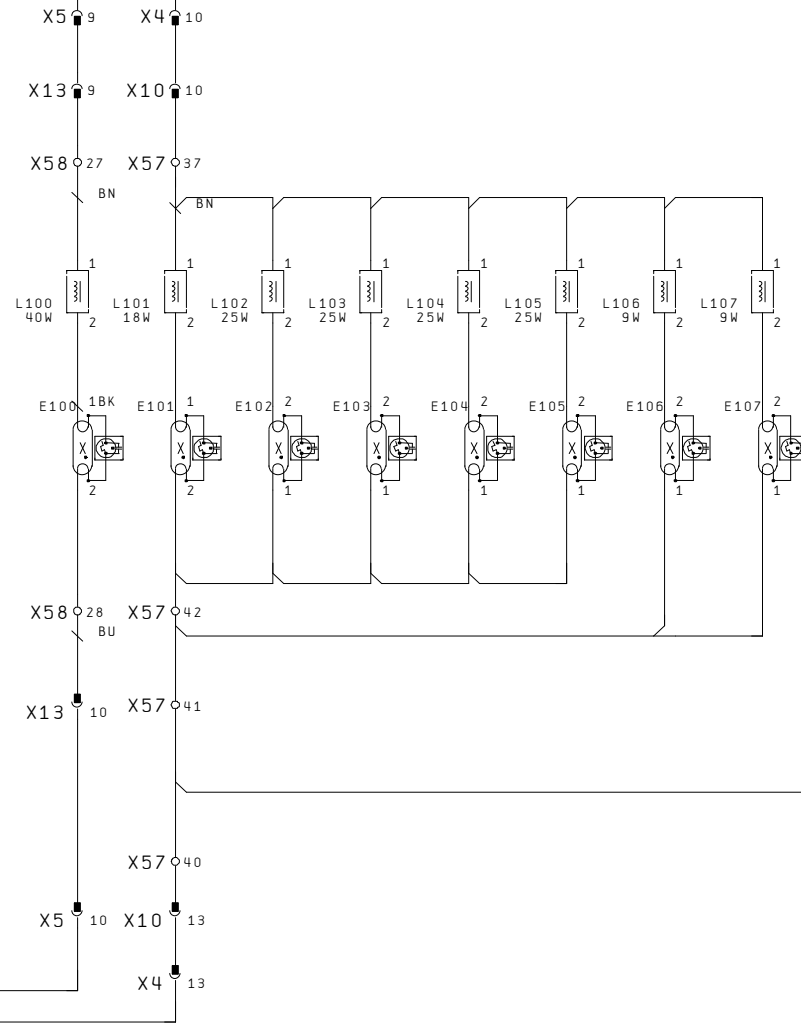 X5 9 X4 10
X13 9 X10 10
X58 27 X57 37
BN BN
1 1 1 1 1 1 1 1
L100 L101 L102 L103 L104 L105 L106 L107
40W 18W 25W 25W 25W 25W 9W 9W
2 2 2 2 2 2 2 2
1BK 1 2 2 2 2 2 2
E100 E101 E102 E103 E104 E105 E106 E107
X X X X X X X X
2 2 1 1 1 1 1 1
X58 28 X57 42
BU
X13 10 X57 41
X57 40
X5 10 X10 13
X4 13